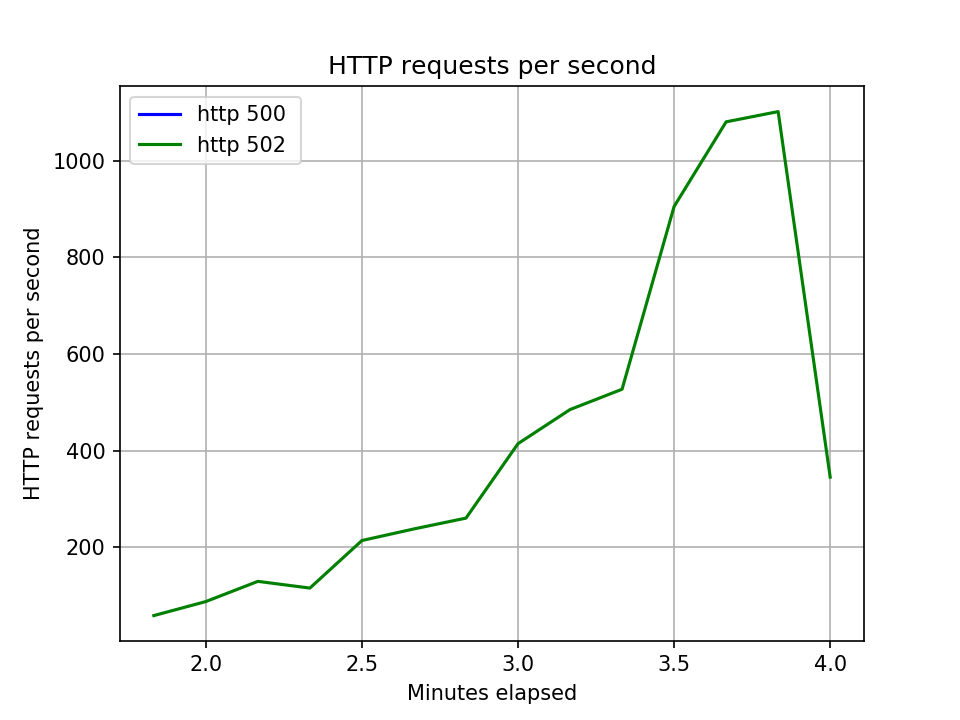 HTTP requests per second
http 500
http 502
HTTP requests per second
1000
800
600
400
200
2.0 2.5 3.0 3.5 4.0
Minutes elapsed